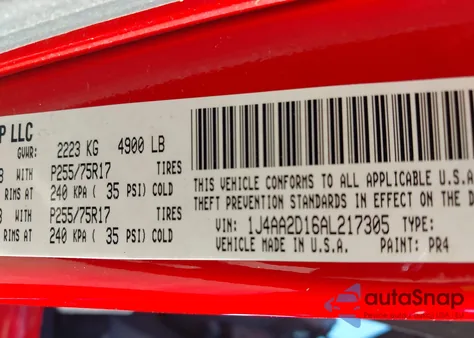 P LLC
GVWR: 2223 KG 4900 LB
WITH P255/75R17 TIRES
RIMS AT 240 KPA ( 35 PSI) COLD
WITH P255/75R17 TIRES
RIMS AT 240 KPA ( 35 PSI) COLD
THIS VEHICLE CONFORMS TO ALL APPLICABLE U.S.A
THEFT PREVENTION STANDARDS IN EFFECT ON THE D
VIN: 1J4AA2D16AL217305 TYPE:
VEHICLE MADE IN U.S.A. PAINT: PR4
autoSnap